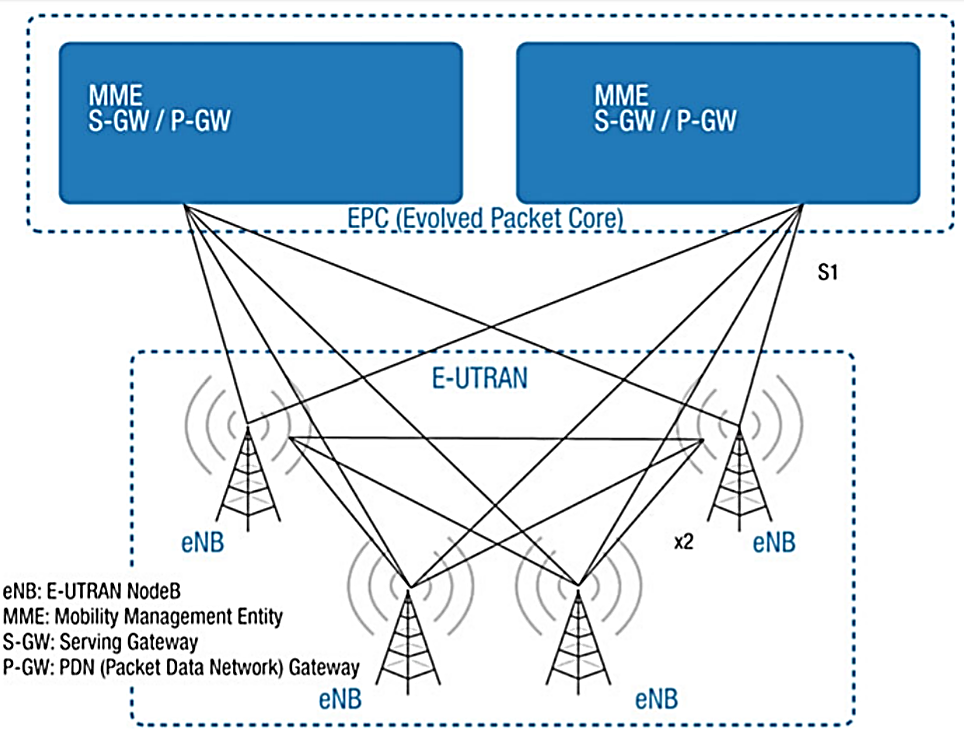 MME
S-GW / P-GW
MME
S-GW / P-GW
EPC (Evolved Packet Core)
S1
E-UTRAN
eNB
x2
eNB
eNB: E-UTRAN NodeB
MME: Mobility Management Entity
S-GW: Serving Gateway
P-GW: PDN (Packet Data Network) Gateway
eNB
eNB